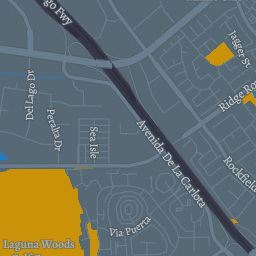 go Fwy
Jagger St
Del Lago Dr
Peralta Dr
Sea Isle
Avenida De La Carlota
Ridge Ro
Rockfield
Via Puerta
Laguna Woods